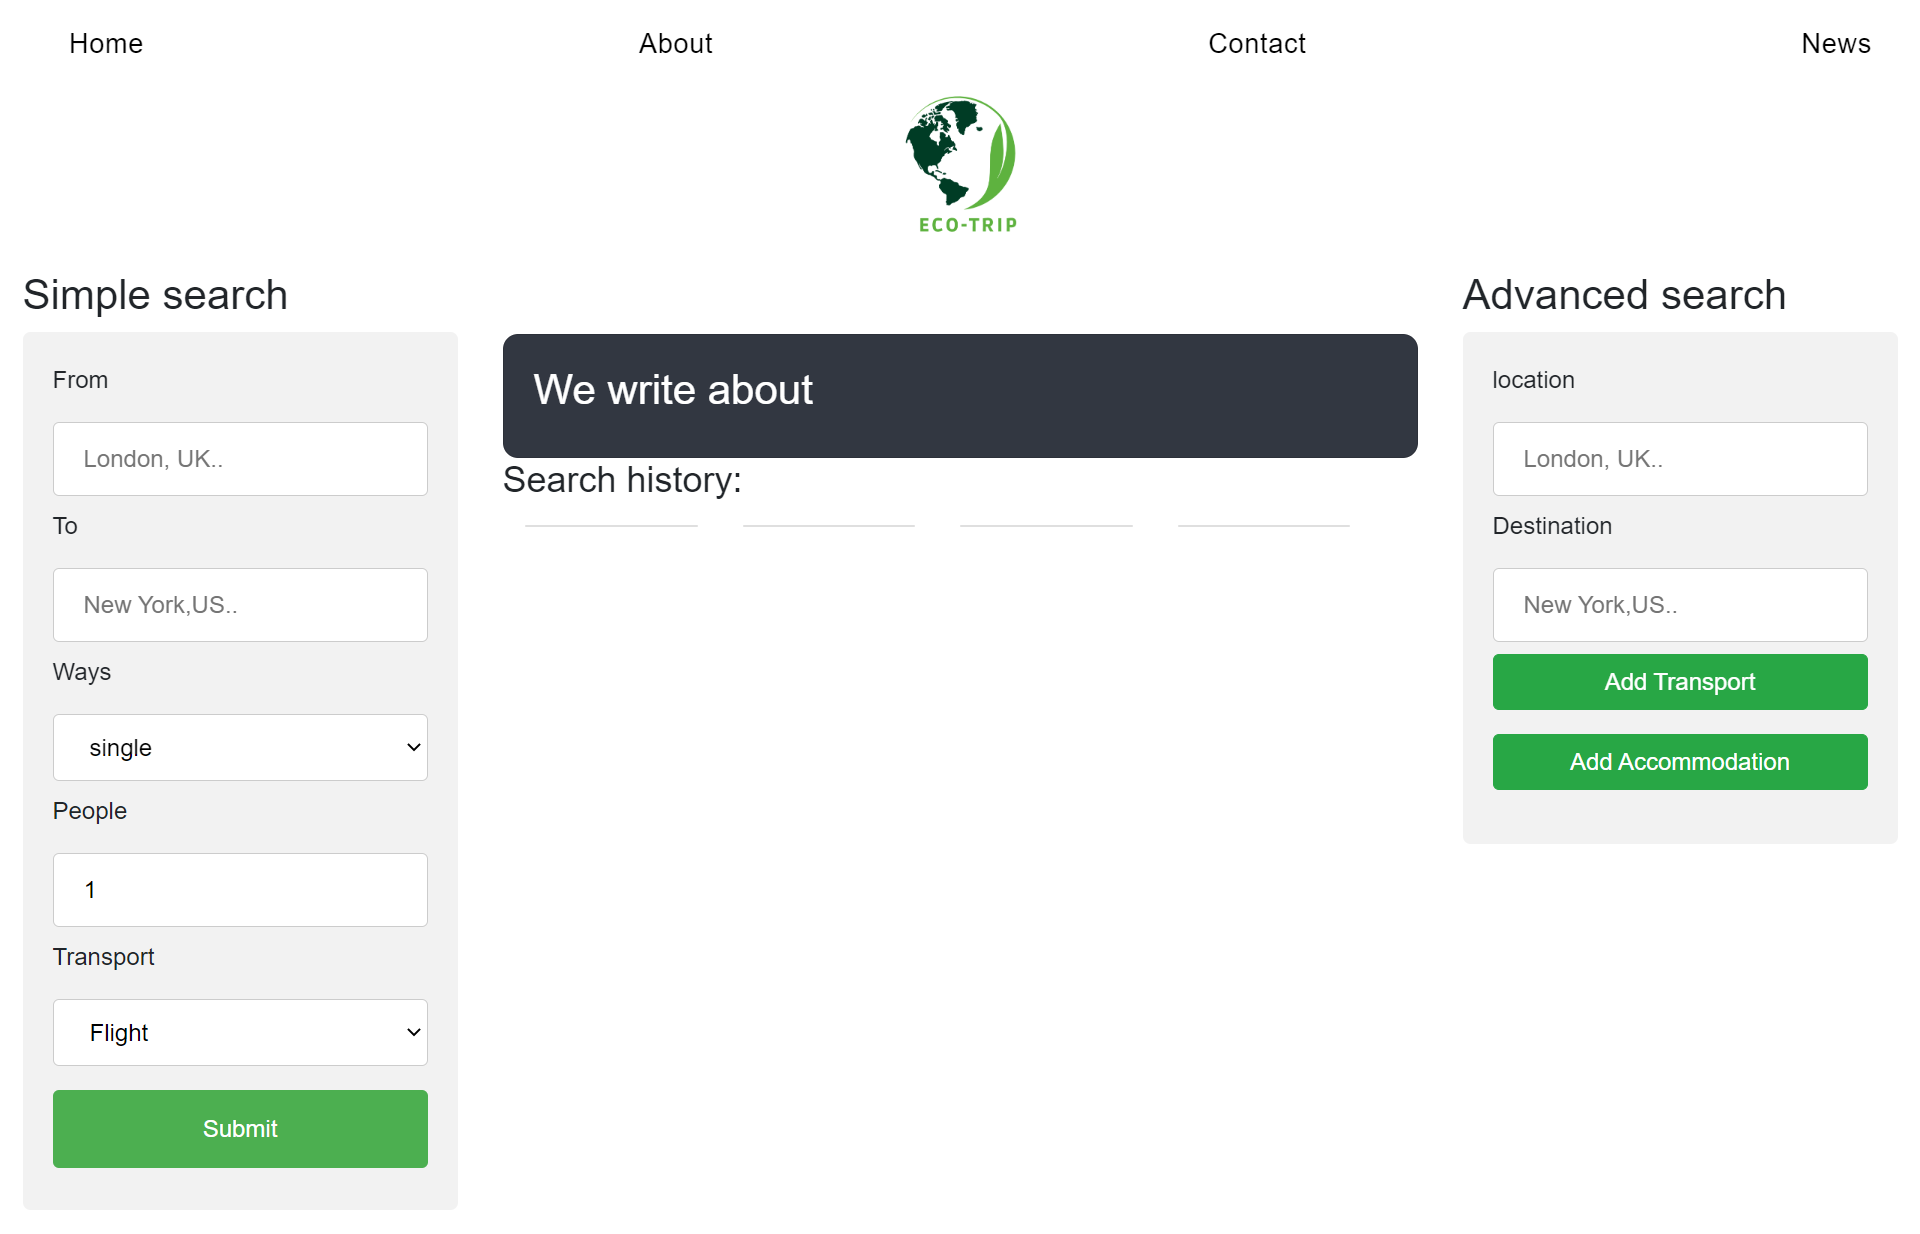 Home
About
Contact
News
ECO-TRIP
Simple search
From
London, UK..
To
New York,US..
Ways
single
People
1
Transport
Flight
Submit
We write about
Search history:
Advanced search
location
London, UK..
Destination
New York,US..
Add Transport
Add Accommodation